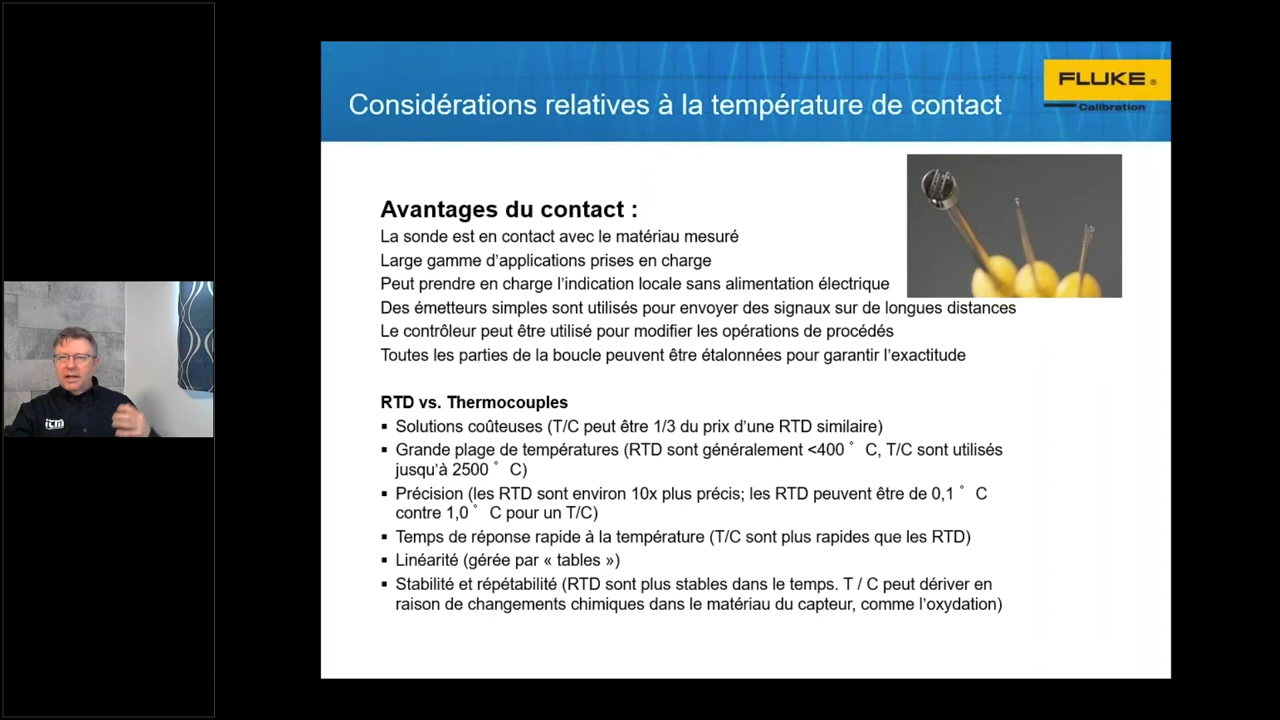 FLUKE®
Calibration
Considérations relatives à la température de contact
Avantages du contact :
La sonde est en contact avec le matériau mesuré
Large gamme d’applications prises en charge
Peut prendre en charge l’indication locale sans alimentation électrique
Des émetteurs simples sont utilisés pour envoyer des signaux sur de longues distances
Le contrôleur peut être utilisé pour modifier les opérations de procédés
Toutes les parties de la boucle peuvent être étalonnées pour garantir l’exactitude
RTD vs. Thermocouples
▪ Solutions coûteuses (T/C peut être 1/3 du prix d’une RTD similaire)
▪ Grande plage de températures (RTD sont généralement <400 ° C, T/C sont utilisés
jusqu’à 2500 ° C)
▪ Précision (les RTD sont environ 10x plus précis; les RTD peuvent être de 0,1 ° C
contre 1,0 ° C pour un T/C)
▪ Temps de réponse rapide à la température (T/C sont plus rapides que les RTD)
▪ Linéarité (gérée par « tables »)
▪ Stabilité et répétabilité (RTD sont plus stables dans le temps. T / C peut dériver en
raison de changements chimiques dans le matériau du capteur, comme l’oxydation)
itm